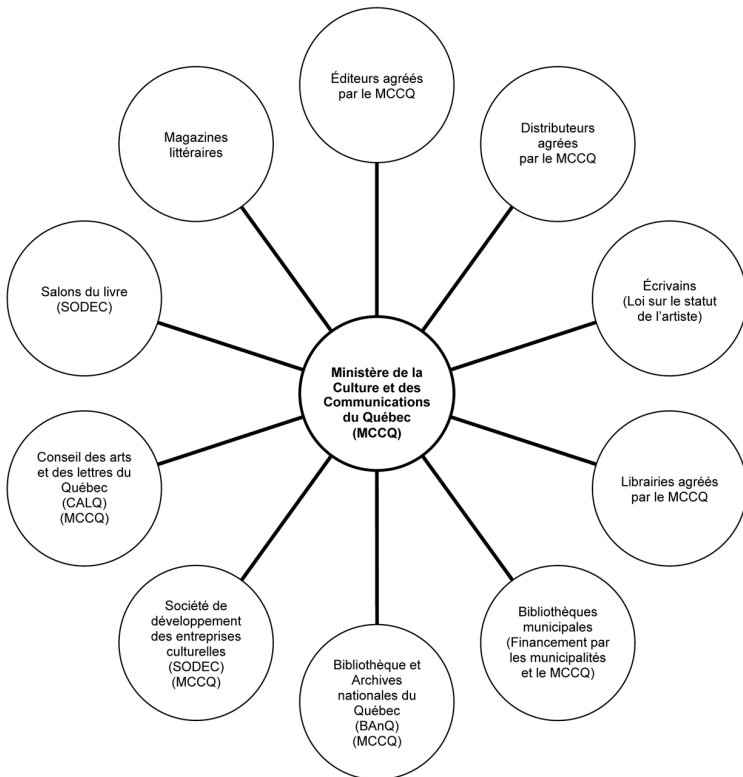 Éditeurs agréés
par le MCCQ
Distributeurs
agrées
par le MCCQ
Écrivains
(Loi sur le statut
de l'artiste)
Librairies agréés
par le MCCQ
Bibliothèques
municipales
(Financement par
les municipalités
et le MCCQ)
Bibliothèque et
Archives
nationales du
Québec
(BAnQ)
(MCCQ)
Société de
développement
des entreprises
culturelles
(SODEC)
(MCCQ)
Conseil des arts
et des lettres du
Québec
(CALQ)
(MCCQ)
Salons du livre
(SODEC)
Magazines
littéraires
Ministère de la
Culture et des
Communications
du Québec
(MCCQ)